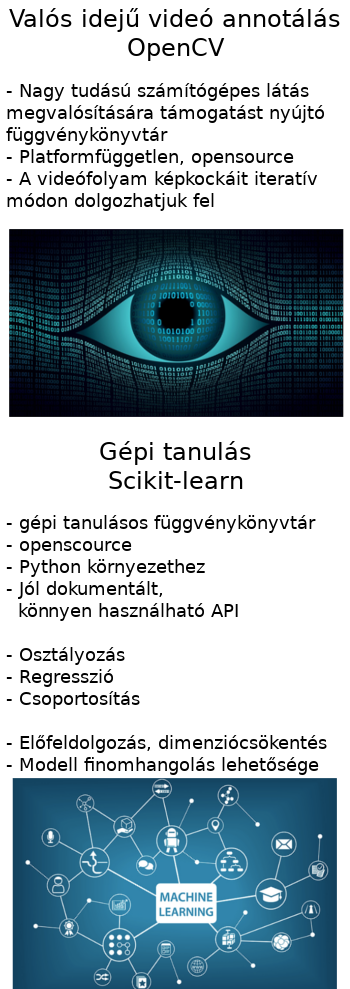 Valós idejű videó annotálás
OpenCV
- Nagy tudású számítógépes látás
megvalósítására támogatást nyújtó
függvénykönyvtár
- Platformfüggetlen, opensource
- A videófolyam képkockáit iteratív
módon dolgozhatjuk fel
Gépi tanulás
Scikit-learn
- gépi tanulásos függvénykönyvtár
- openscource
- Python környezethez
- Jól dokumentált,
könnyen használható API
- Osztályozás
- Regresszió
- Csoportosítás
- Előfeldolgozás, dimenziócsökentés
- Modell finomhangolás lehetősége
MACHINE
LEARNING